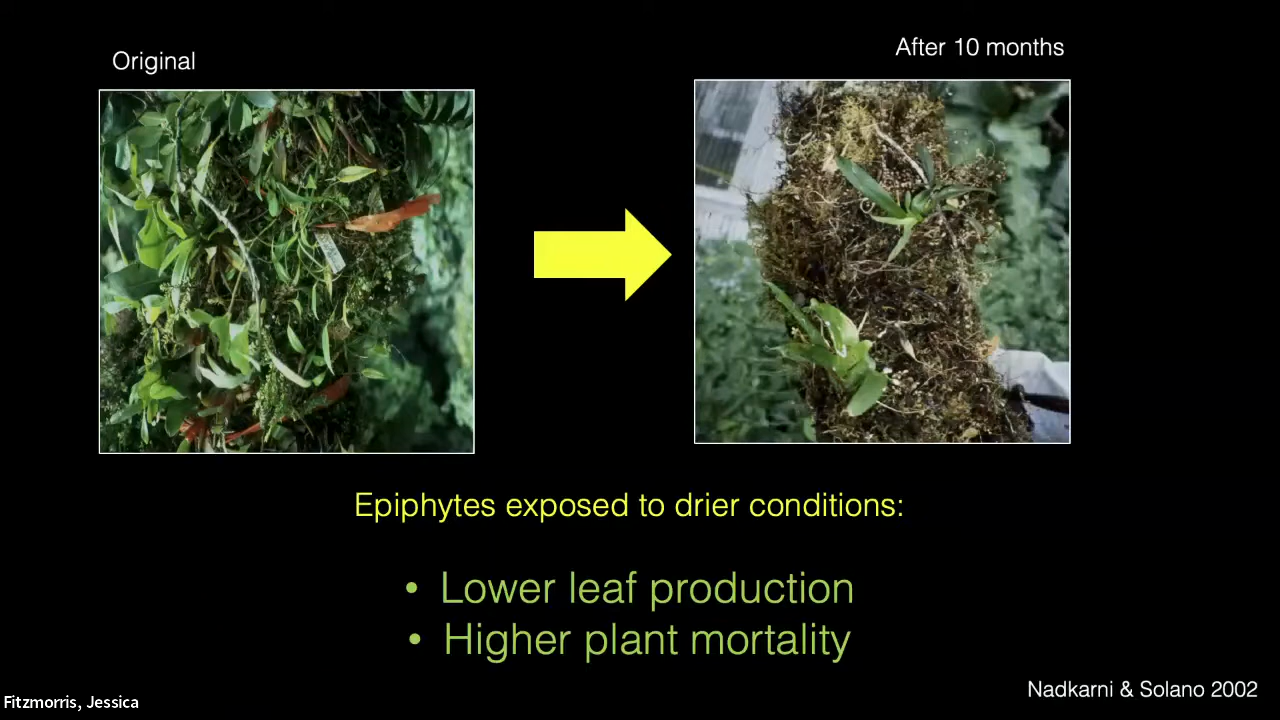 Original
After 10 months
Epiphytes exposed to drier conditions:
• Lower leaf production
• Higher plant mortality
Nadkarni & Solano 2002
Fitzmorris, Jessica